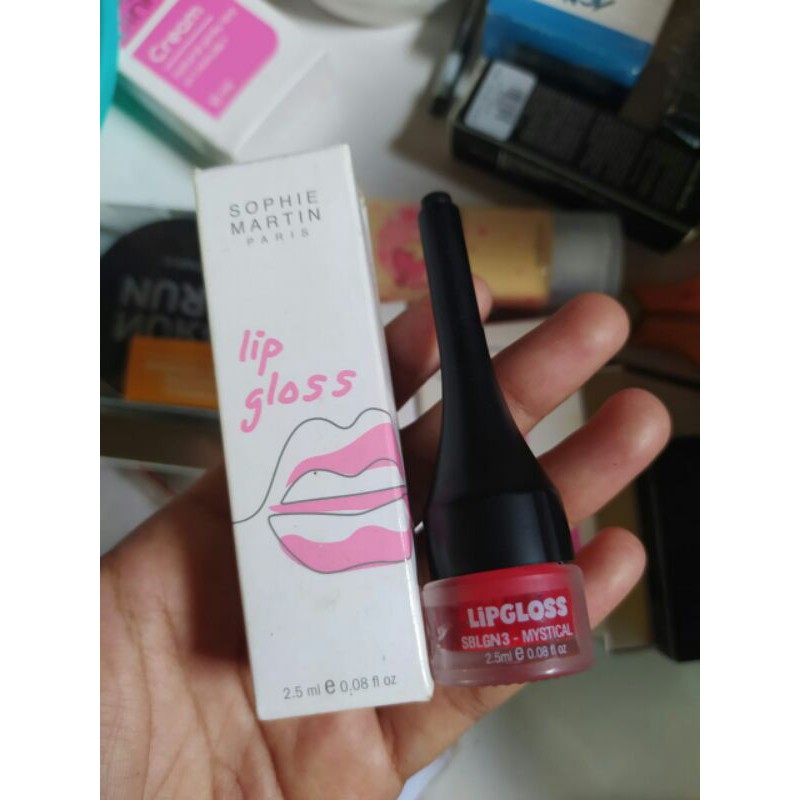 Cream
SOPHIE
MARTIN
PARIS
lip
gloss
2.5 ml e 0.08 fl oz
LiPGLOSS
SBLGN3 - MYSTICAL
2.5ml e 0.08 fl oz
RUN